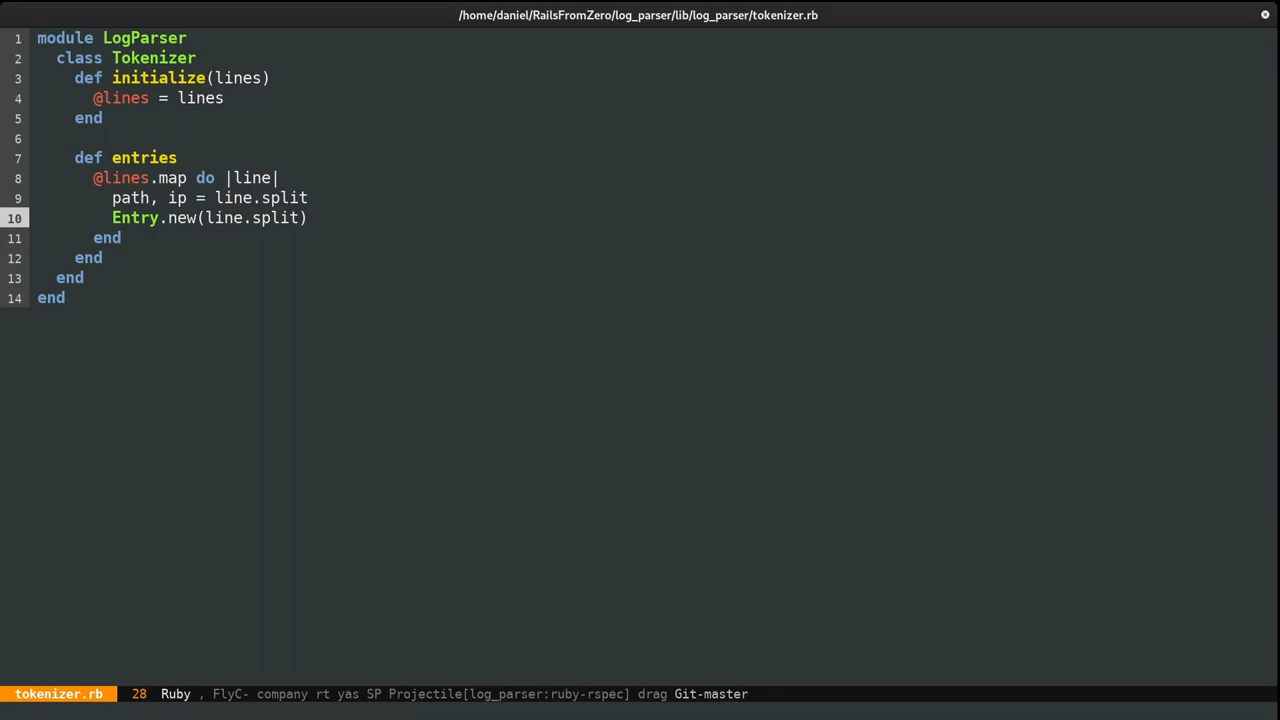 /home/daniel/RailsFromZero/log_parser/lib/log_parser/tokenizer.rb
1 module LogParser
2   class Tokenizer
3     def initialize(lines)
4       @lines = lines
5     end
6
7     def entries
8       @lines.map do |line|
9         path, ip = line.split
10         Entry.new(line.split)
11       end
12     end
13   end
14 end
tokenizer.rb 28 Ruby , FlyC- company rt yas SP Projectile[log_parser:ruby-rspec] drag Git-master